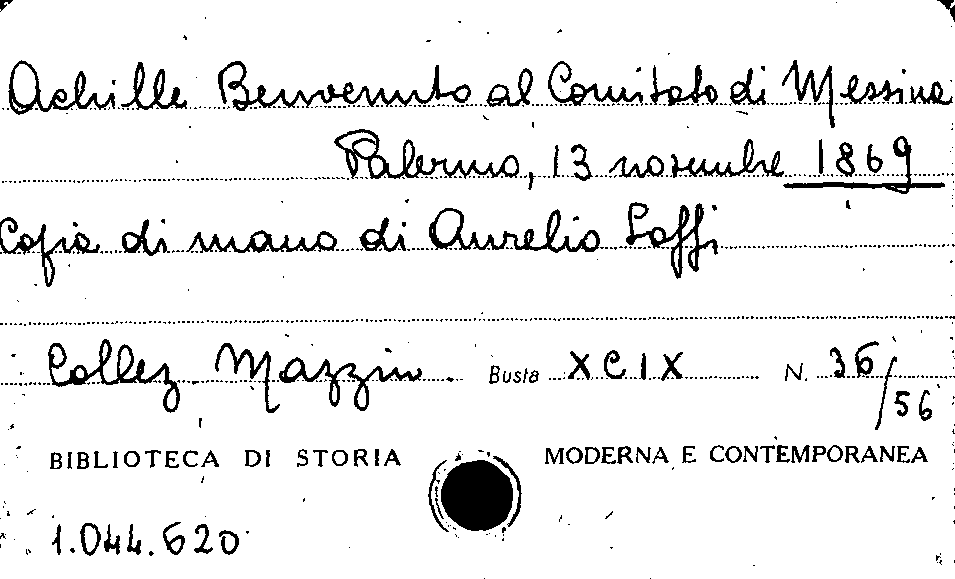 Achille Benvenuto al Comitato di Messina
Palermo, 13 novembre 1869
Copia di mano di Aurelio Saffi
Collez. Mazzin. Busta XCIX N. 36/56
BIBLIOTECA DI STORIA MODERNA E CONTEMPORANEA
1.044.620